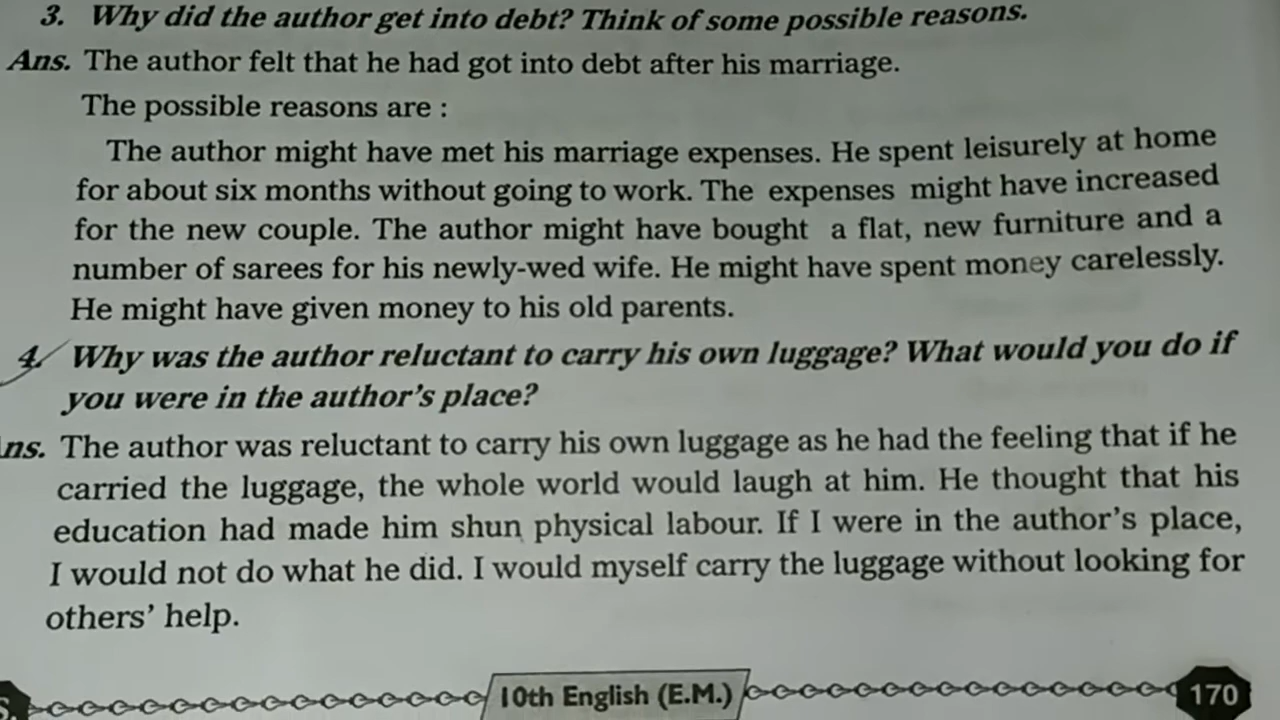 3. Why did the author get into debt? Think of some possible reasons.
Ans. The author felt that he had got into debt after his marriage.
The possible reasons are :
The author might have met his marriage expenses. He spent leisurely at home
for about six months without going to work. The expenses might have increased
for the new couple. The author might have bought a flat, new furniture and a
number of sarees for his newly-wed wife. He might have spent money carelessly.
He might have given money to his old parents.
4. Why was the author reluctant to carry his own luggage? What would you do if
you were in the author's place?
ns. The author was reluctant to carry his own luggage as he had the feeling that if he
carried the luggage, the whole world would laugh at him. He thought that his
education had made him shun physical labour. If I were in the author's place,
I would not do what he did. I would myself carry the luggage without looking for
others' help.
S. 10th English (E.M.) 170